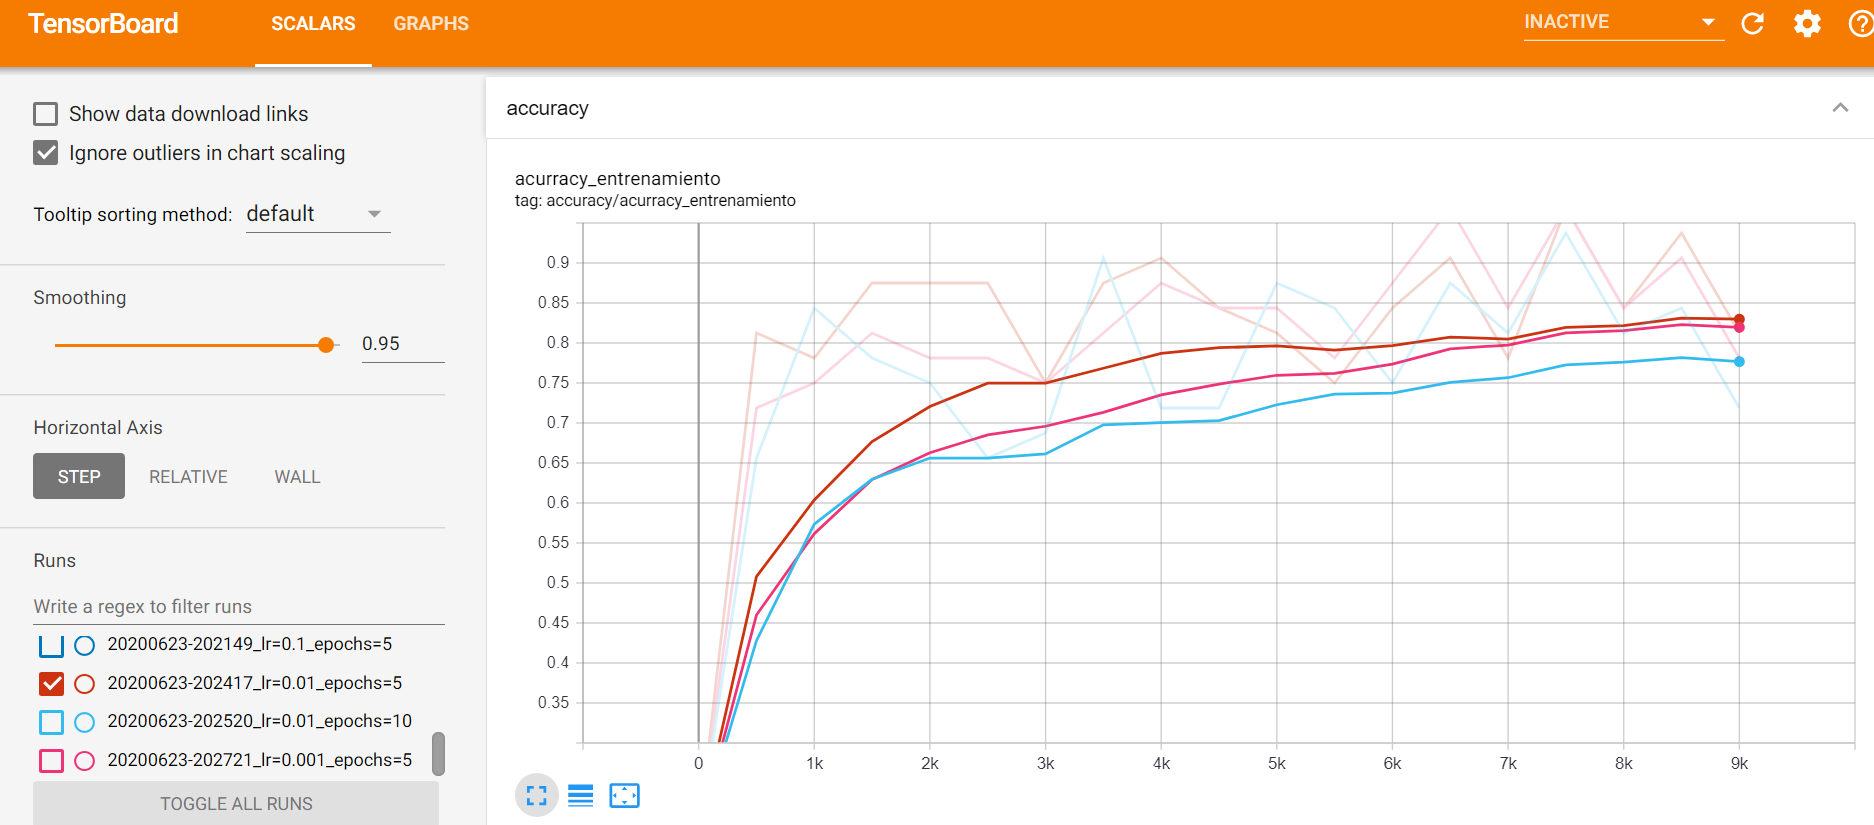 TensorBoard
SCALARS
GRAPHS
INACTIVE
Show data download links
Ignore outliers in chart scaling
Tooltip sorting method: default
Smoothing
0.95
Horizontal Axis
STEP
RELATIVE
WALL
Runs
Write a regex to filter runs
20200623-202149_lr=0.1_epochs=5
20200623-202417_lr=0.01_epochs=5
20200623-202520_lr=0.01_epochs=10
20200623-202721_lr=0.001_epochs=5
TOGGLE ALL RUNS
accuracy
acurracy_entrenamiento
tag: accuracy/acurracy_entrenamiento
0.9
0.85
0.8
0.75
0.7
0.65
0.6
0.55
0.5
0.45
0.4
0.35
0 1k 2k 3k 4k 5k 6k 7k 8k 9k